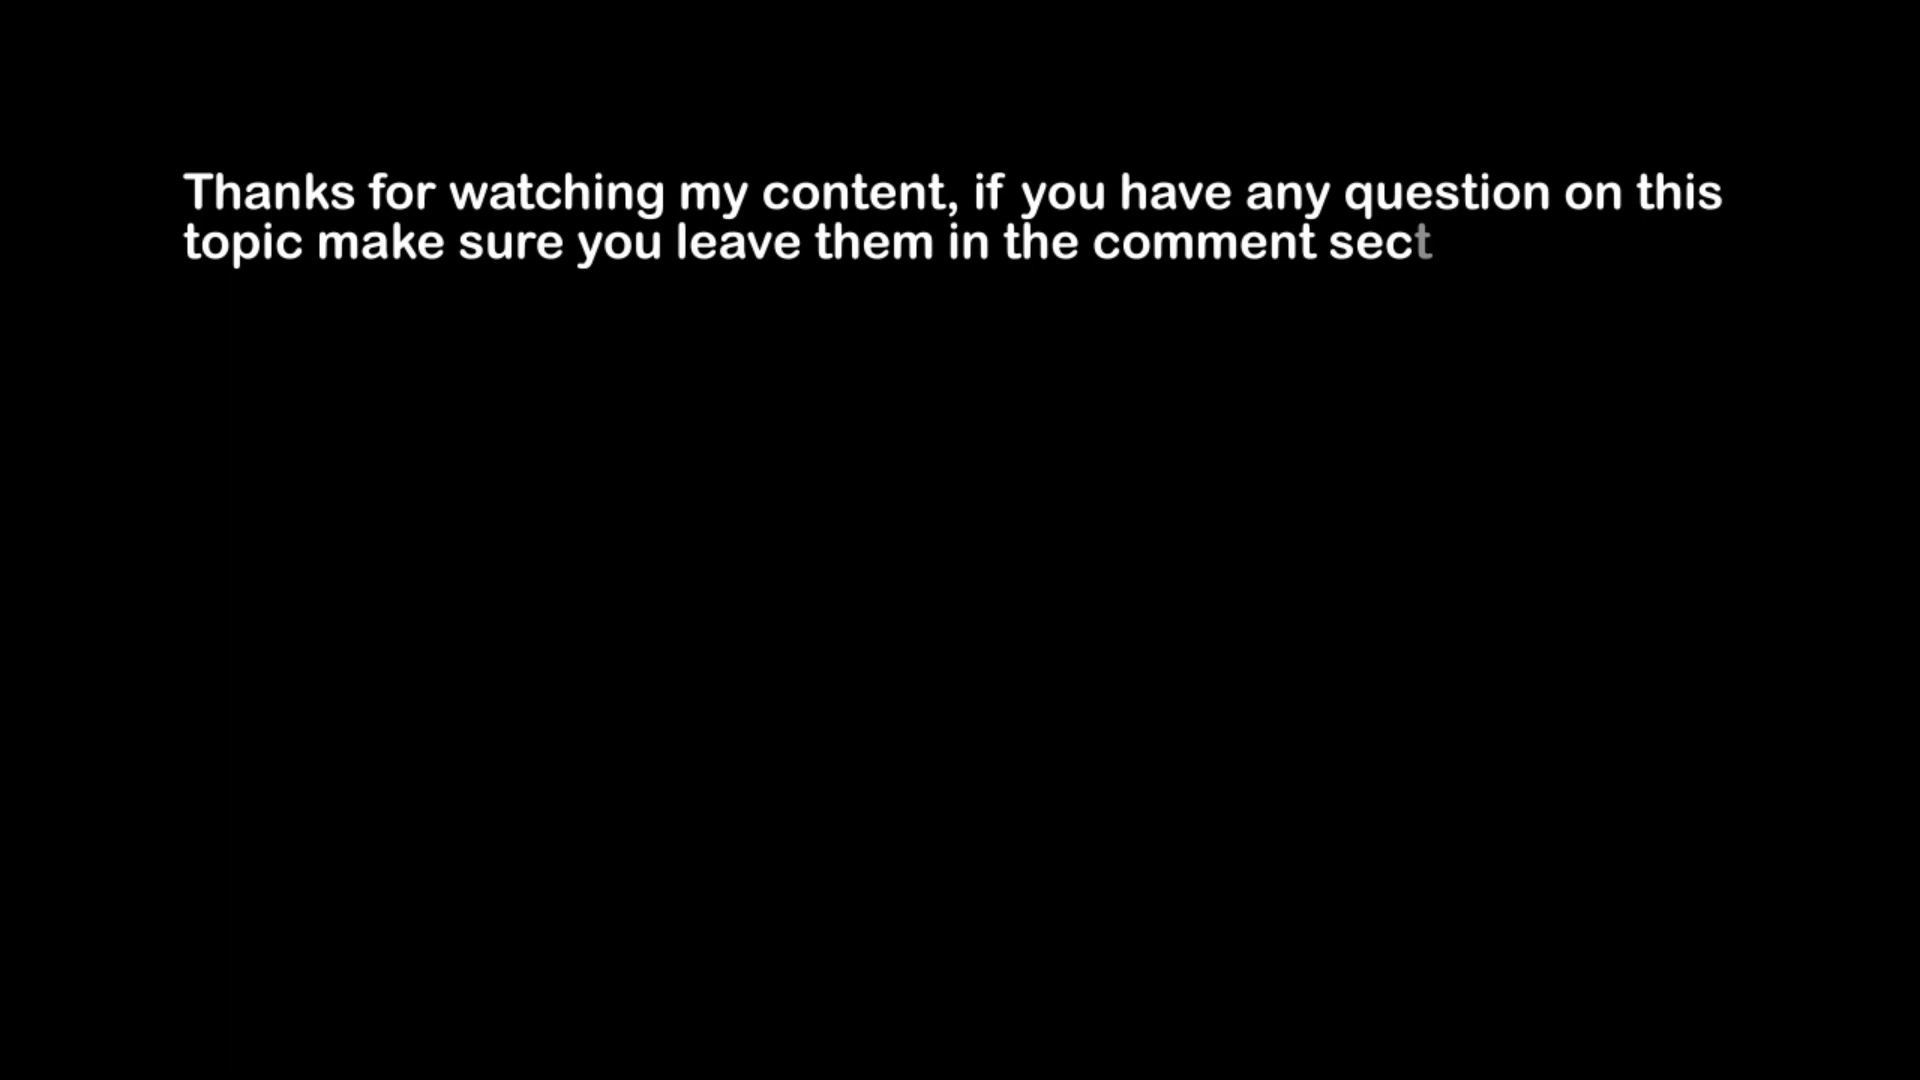 Thanks for watching my content, if you have any question on this
topic make sure you leave them in the comment sect